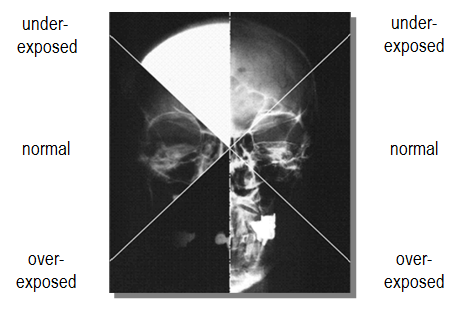 under-
exposed
under-
exposed
normal
normal
over-
exposed
over-
exposed